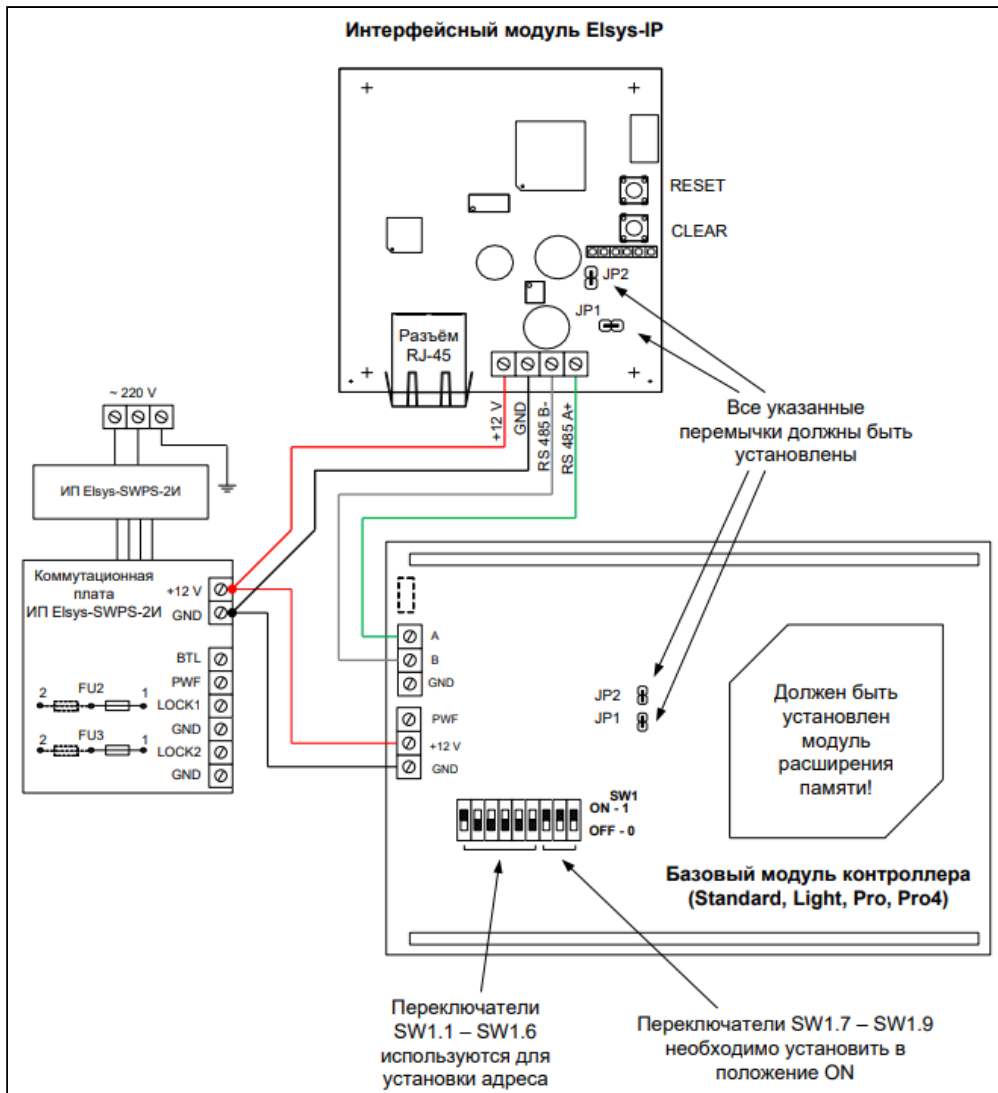 Интерфейсный модуль Elsys-IP
RESET
CLEAR
JP2
JP1
Разъём
RJ-45
+12 V
GND
RS 485 B-
RS 485 A+
Все указанные
перемычки должны быть
установлены
~ 220 V
ИП Elsys-SWPS-2И
Коммутационная
плата
ИП Elsys-SWPS-2И
+12 V
GND
BTL
PWF
LOCK1
GND
LOCK2
GND
2 FU2 1
2 FU3 1
A
B
GND
PWF
+12 V
GND
JP2
JP1
Должен быть
установлен
модуль
расширения
памяти!
SW1
ON - 1
OFF - 0
Базовый модуль контроллера
(Standard, Light, Pro, Pro4)
Переключатели
SW1.1 – SW1.6
используются для
установки адреса
Переключатели SW1.7 – SW1.9
необходимо установить в
положение ON